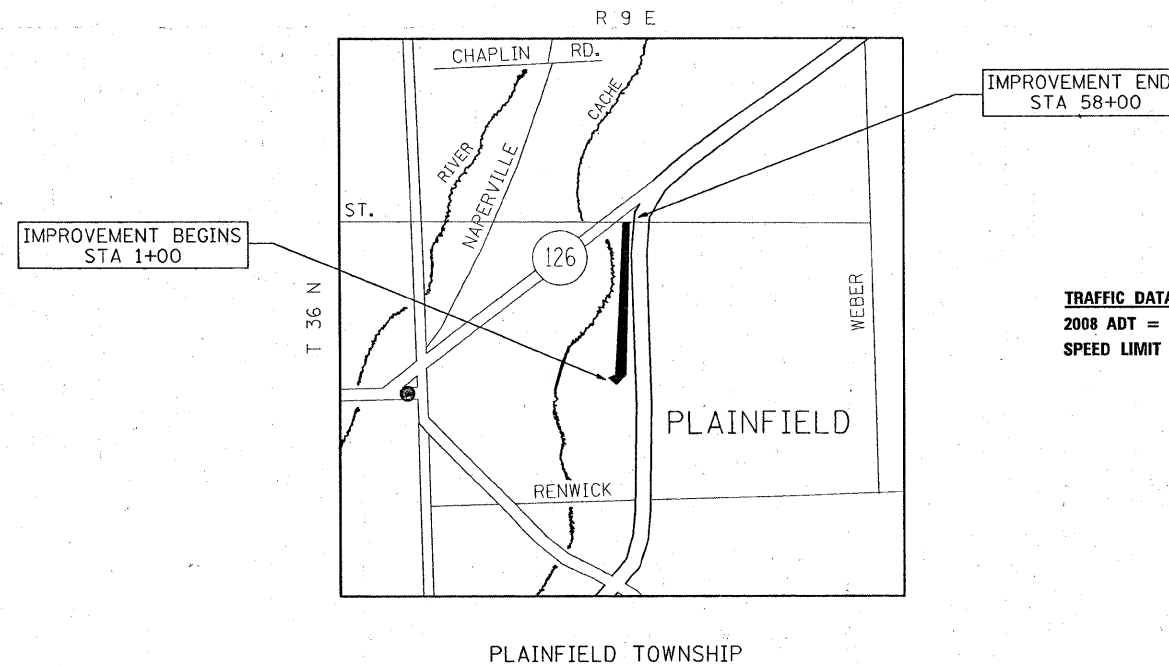 R 9 E
CHAPLIN RD.
CACHE
IMPROVEMENT END
STA 58+00
RIVER
NAPERVILLE
ST.
IMPROVEMENT BEGINS
STA 1+00
126
T 36 N
WEBER
TRAFFIC DATA
2008 ADT =
SPEED LIMIT
PLAINFIELD
RENWICK
PLAINFIELD TOWNSHIP